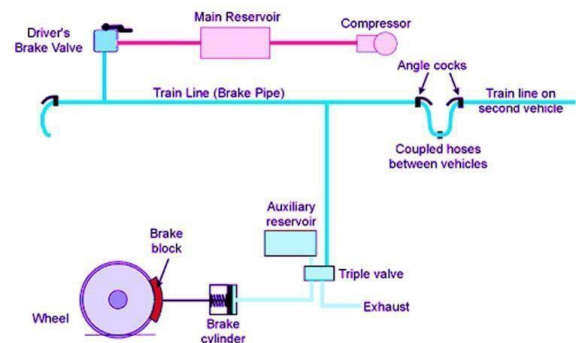 Main Reservoir
Compressor
Driver's
Brake Valve
Angle cocks
Train Line (Brake Pipe)
Train line on
second vehicle
Coupled hoses
between vehicles
Auxiliary
reservoir
Brake
block
Triple valve
Wheel
Exhaust
Brake
cylinder